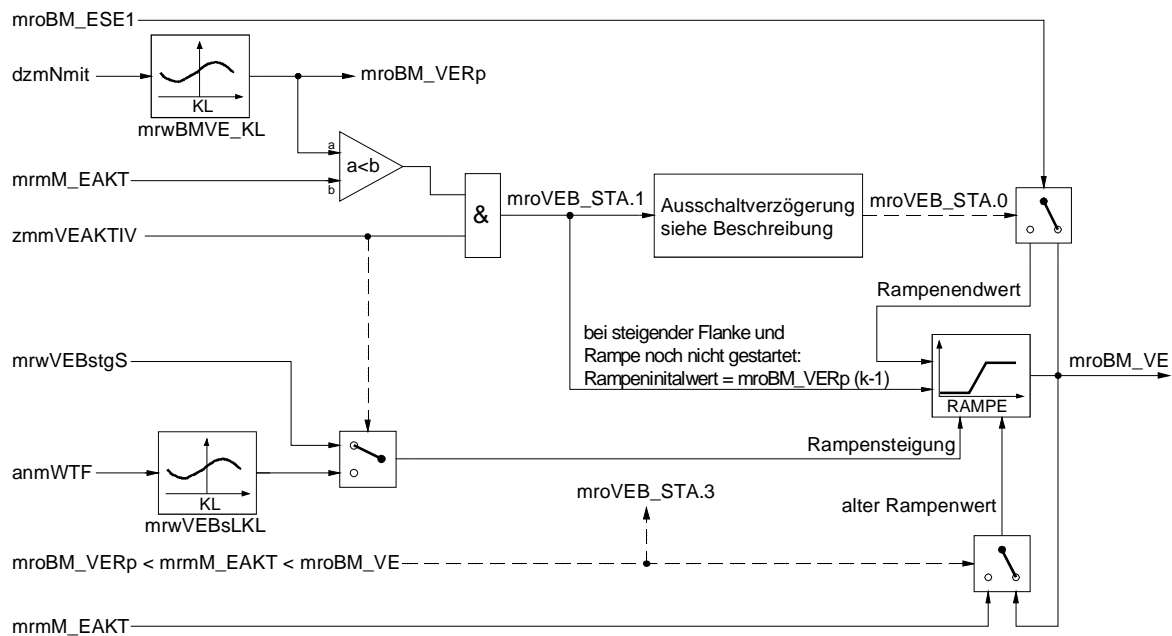 mroBM_ESE1
dzmNmit
KL
mrwBMVE_KL
mroBM_VERp
a
b
a<b
mrmM_EAKT
zmmVEAKTIV
&
mroVEB_STA.1
Ausschaltverzögerung
siehe Beschreibung
mroVEB_STA.0
Rampenendwert
bei steigender Flanke und
Rampe noch nicht gestartet:
Rampeninitalwert = mroBM_VERp (k-1)
RAMPE
mroBM_VE
mrwVEBstgS
anmWTF
KL
mrwVEBsLKL
Rampensteigung
mroVEB_STA.3
alter Rampenwert
mroBM_VERp < mrmM_EAKT < mroBM_VE
mrmM_EAKT